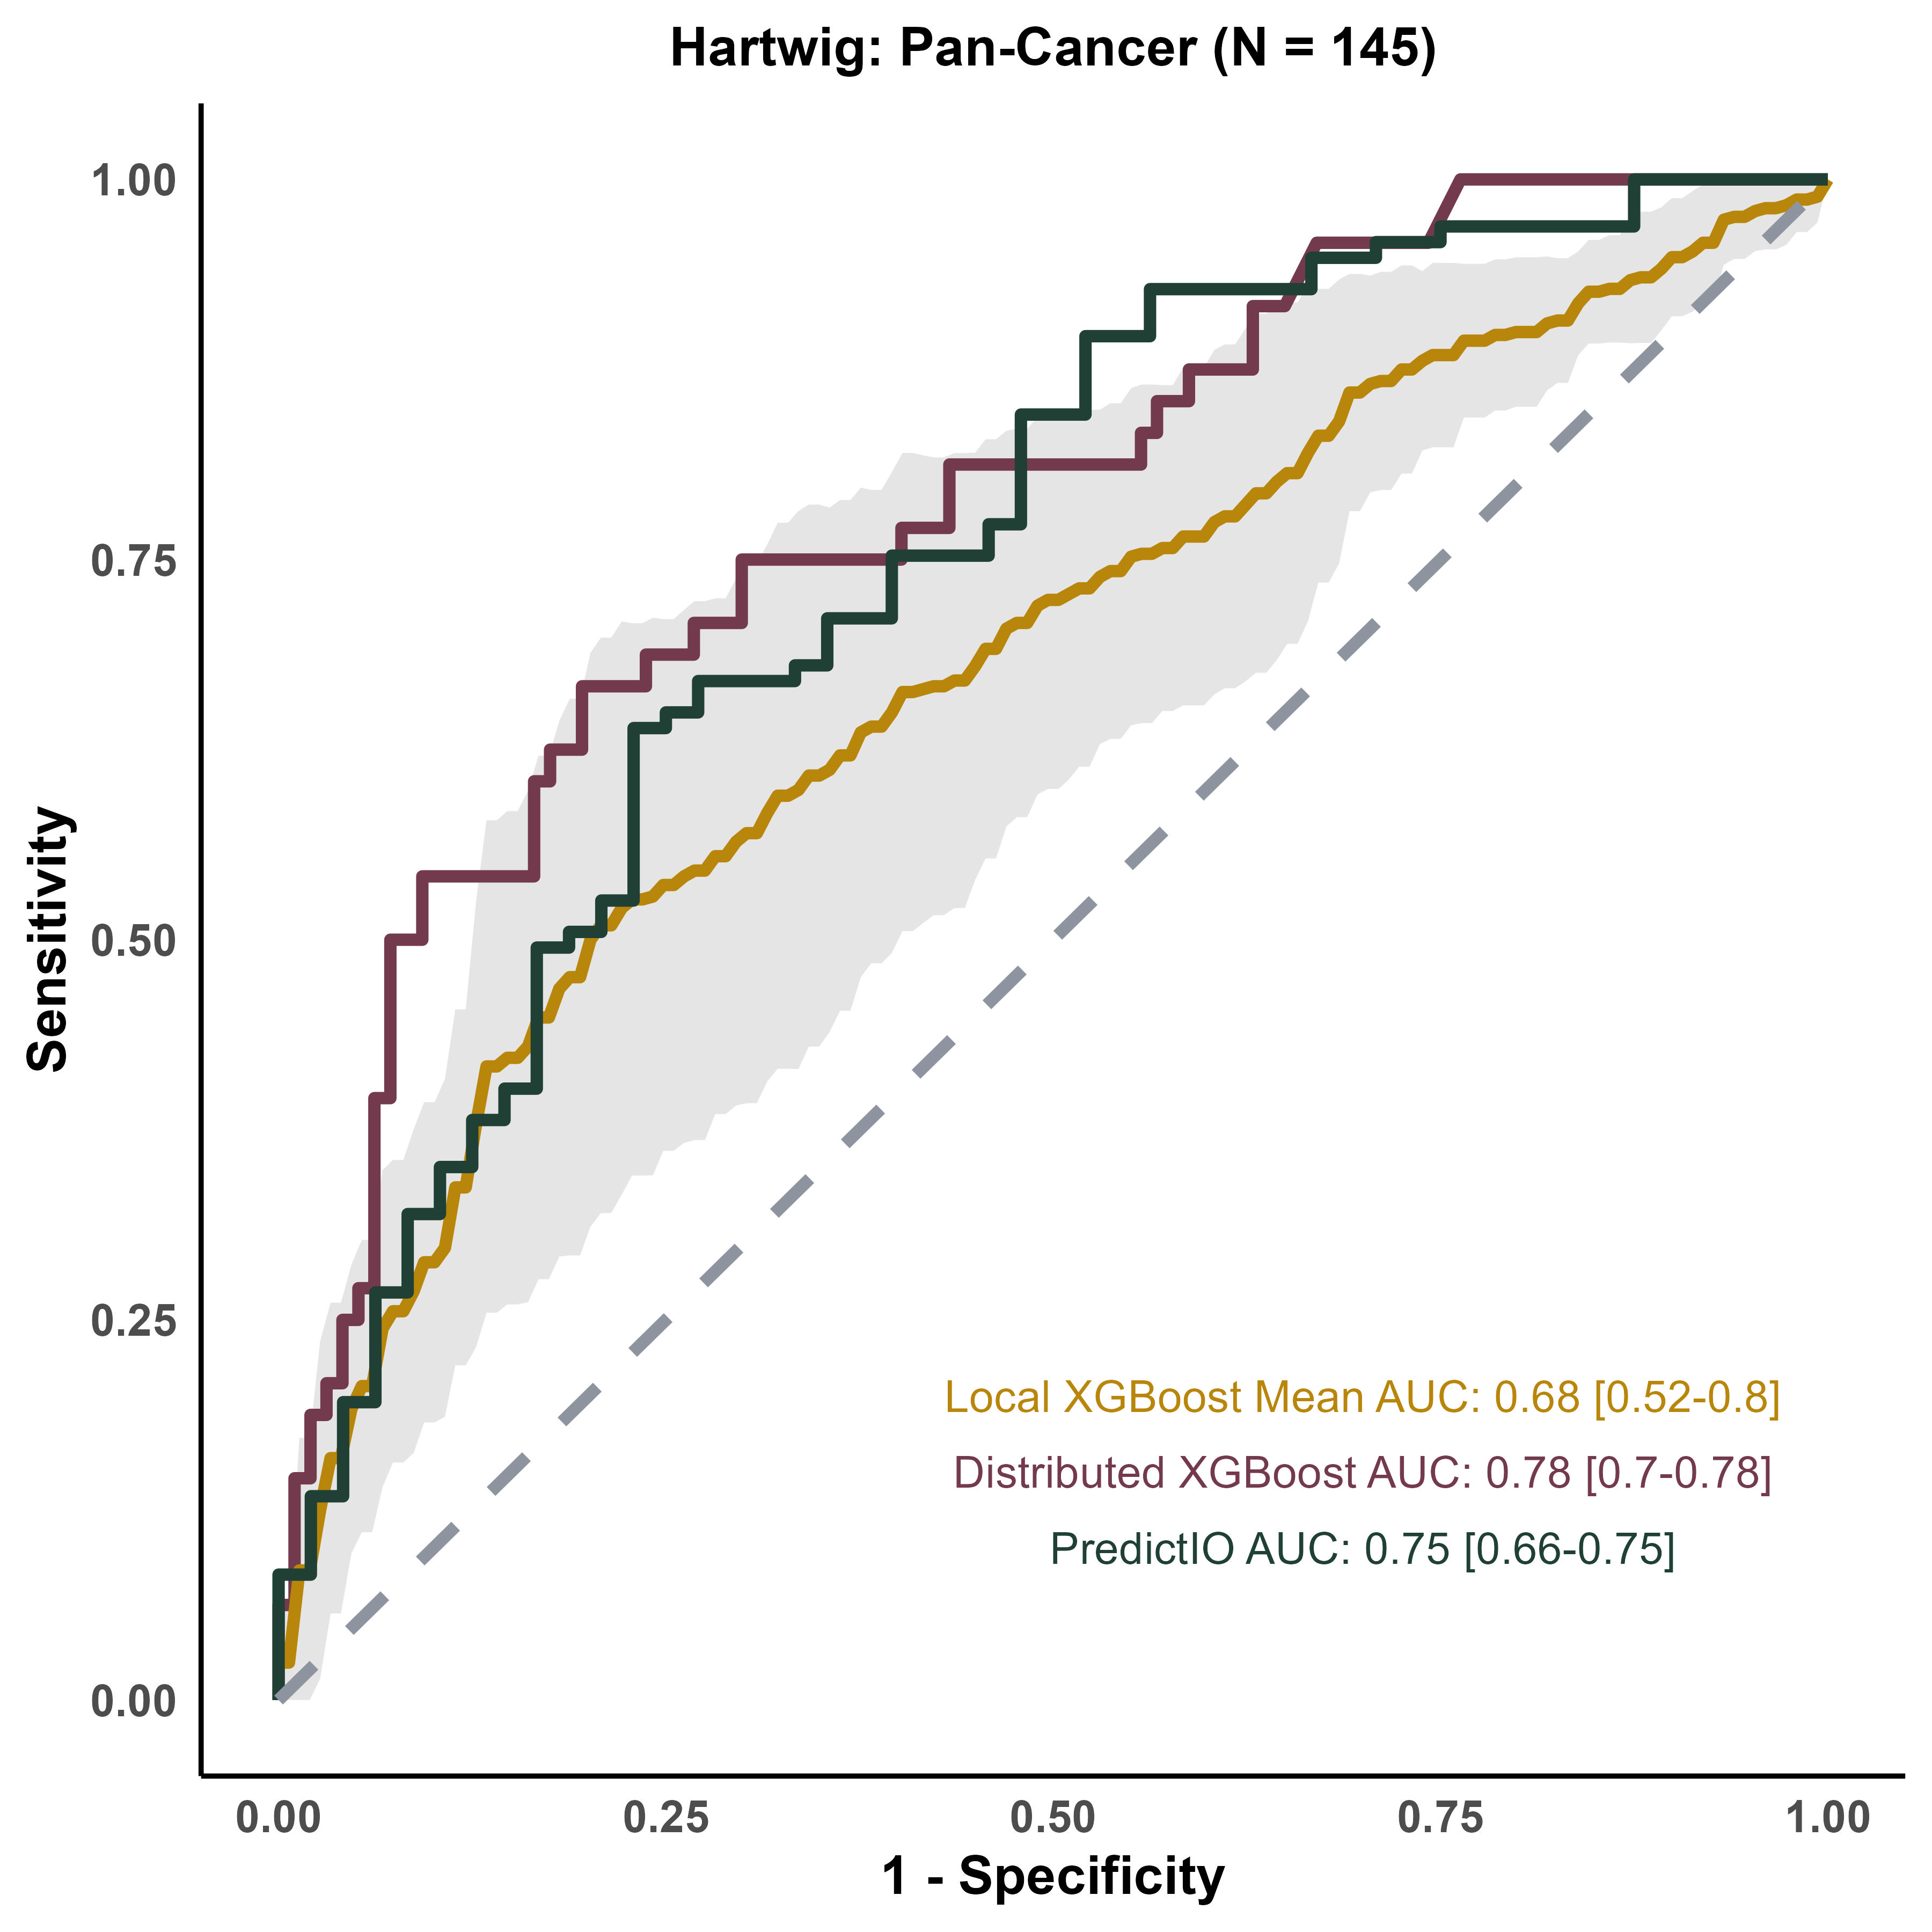 Hartwig: Pan-Cancer (N = 145)
Sensitivity
1.00
0.75
0.50
0.25
0.00
Local XGBoost Mean AUC: 0.68 [0.52-0.8]
Distributed XGBoost AUC: 0.78 [0.7-0.78]
PredictIO AUC: 0.75 [0.66-0.75]
0.00 0.25 0.50 0.75 1.00
1 - Specificity